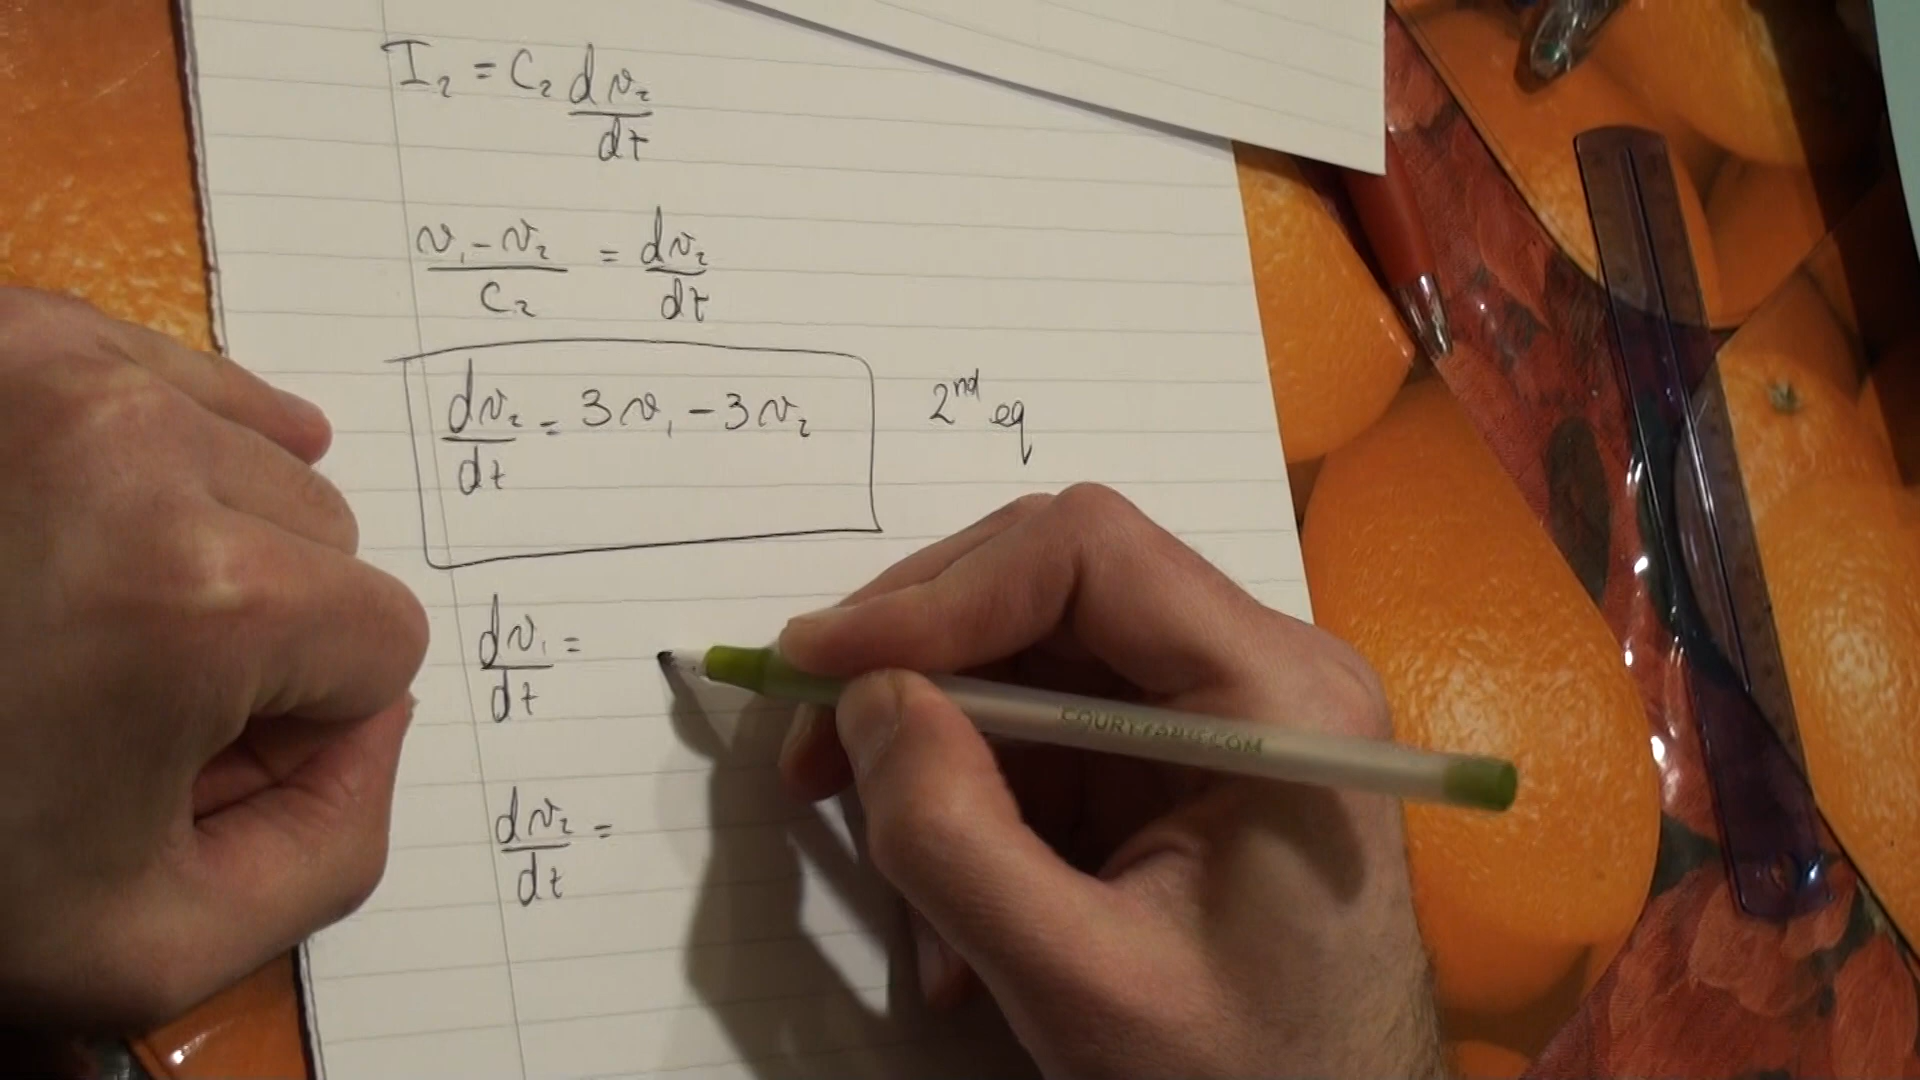 I₂ = C₂ dv₂/dt
v₁ - v₂/C₂ = dv₂/dt
dv₂/dt = 3v₁ - 3v₂ 2nd eq
dv₁/dt =
dv₂/dt =